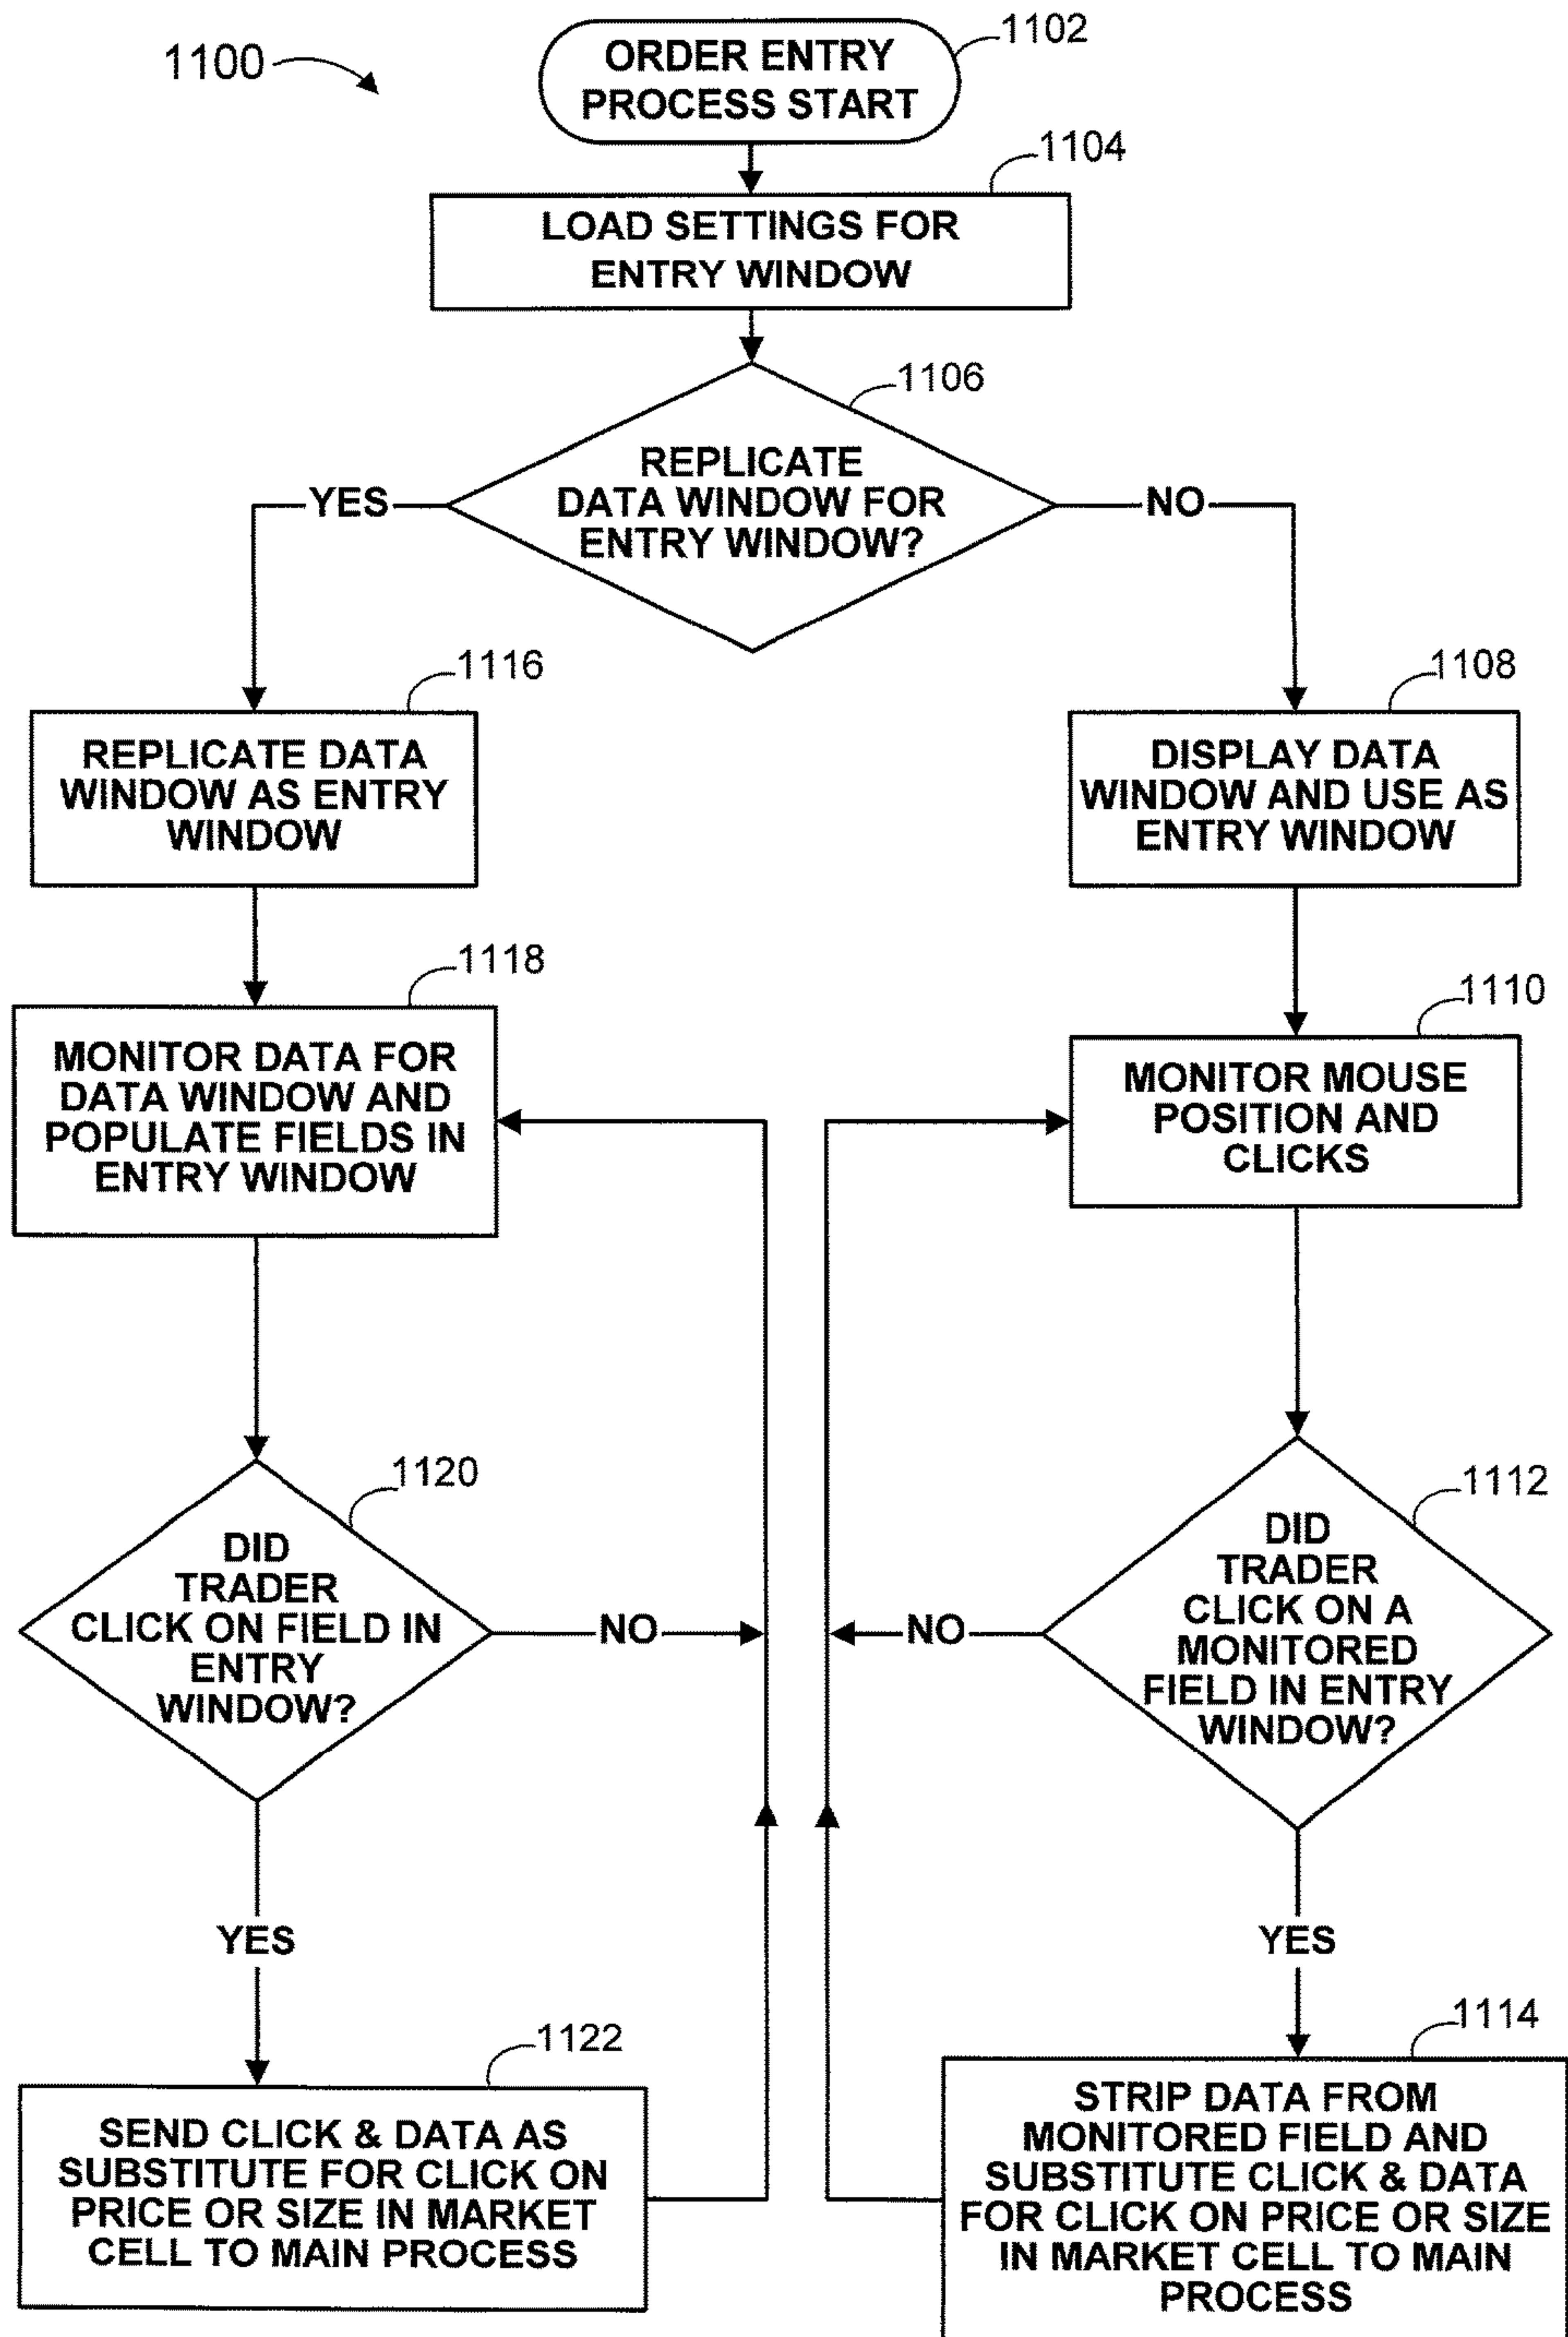 1100
ORDER ENTRY
PROCESS START
1102
1104
LOAD SETTINGS FOR
ENTRY WINDOW
1106
REPLICATE
DATA WINDOW FOR
ENTRY WINDOW?
YES
NO
1116
REPLICATE DATA
WINDOW AS ENTRY
WINDOW
1108
DISPLAY DATA
WINDOW AND USE AS
ENTRY WINDOW
1118
MONITOR DATA FOR
DATA WINDOW AND
POPULATE FIELDS IN
ENTRY WINDOW
1110
MONITOR MOUSE
POSITION AND
CLICKS
1120
DID
TRADER
CLICK ON FIELD IN
ENTRY
WINDOW?
NO
YES
1112
DID
TRADER
CLICK ON A
MONITORED
FIELD IN ENTRY
WINDOW?
NO
YES
1122
SEND CLICK & DATA AS
SUBSTITUTE FOR CLICK ON
PRICE OR SIZE IN MARKET
CELL TO MAIN PROCESS
1114
STRIP DATA FROM
MONITORED FIELD AND
SUBSTITUTE CLICK & DATA
FOR CLICK ON PRICE OR SIZE
IN MARKET CELL TO MAIN
PROCESS